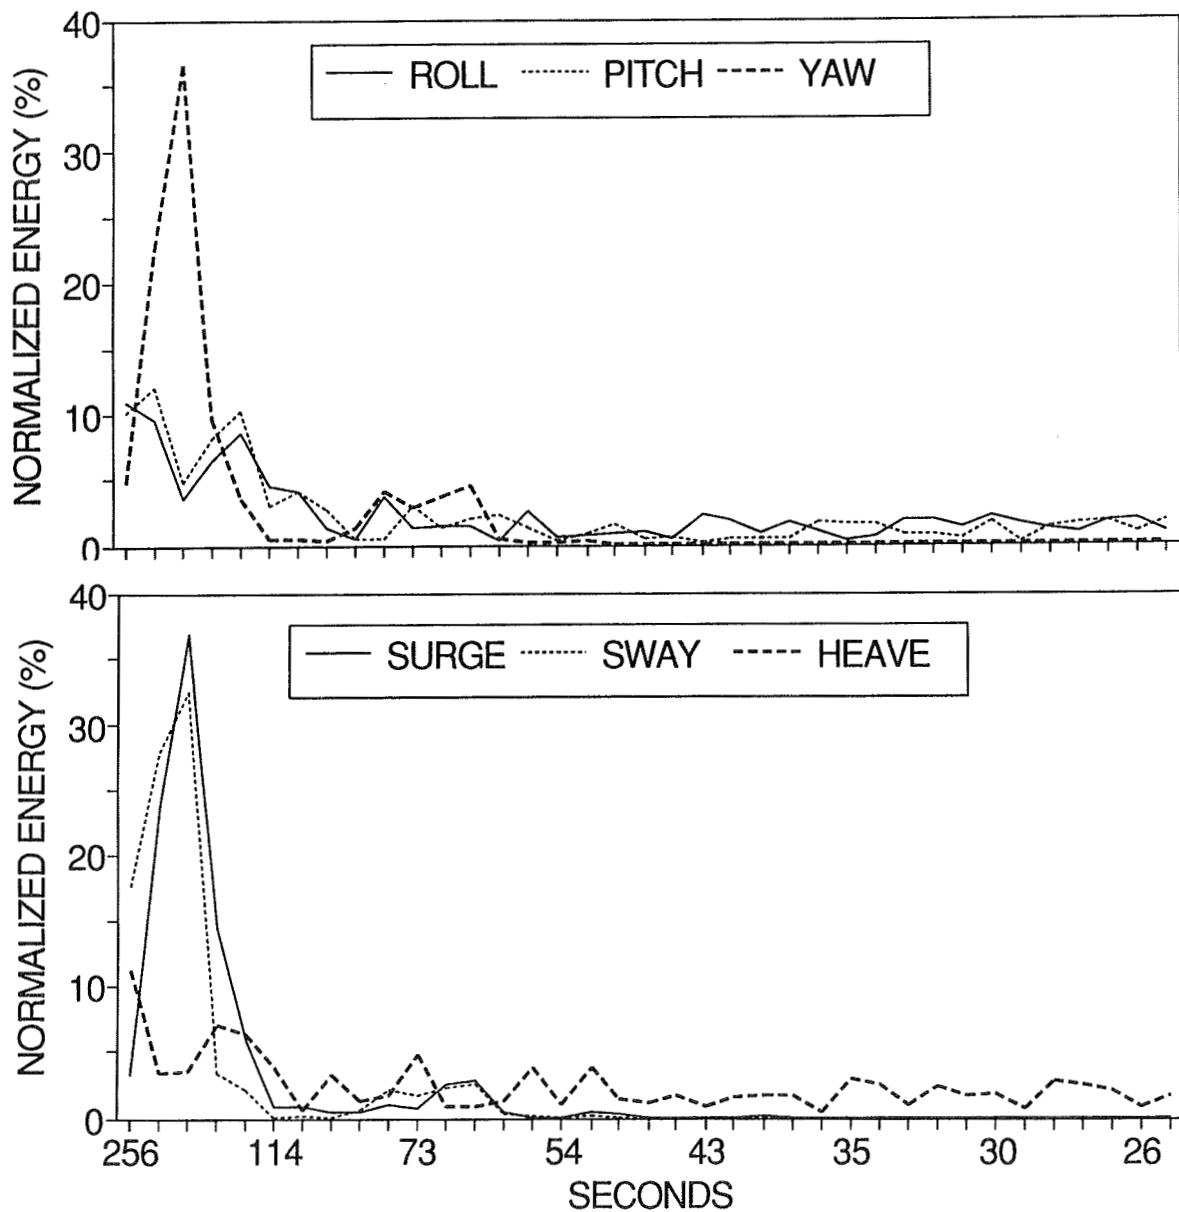 NORMALIZED ENERGY (%)
40
30
20
10
0
ROLL PITCH YAW
NORMALIZED ENERGY (%)
40
30
20
10
0
SURGE SWAY HEAVE
256 114 73 54 43 35 30 26
SECONDS